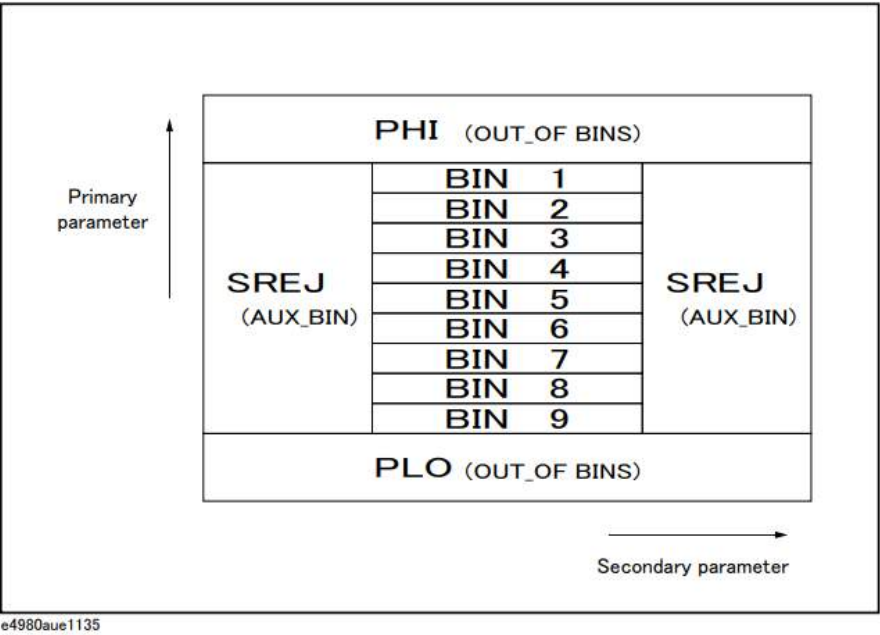 PHI (OUT_OF BINS)
Primary
parameter
BIN 1
BIN 2
BIN 3
BIN 4
BIN 5
BIN 6
BIN 7
BIN 8
BIN 9
SREJ
(AUX_BIN)
SREJ
(AUX_BIN)
PLO (OUT_OF BINS)
Secondary parameter
e4980aue1135